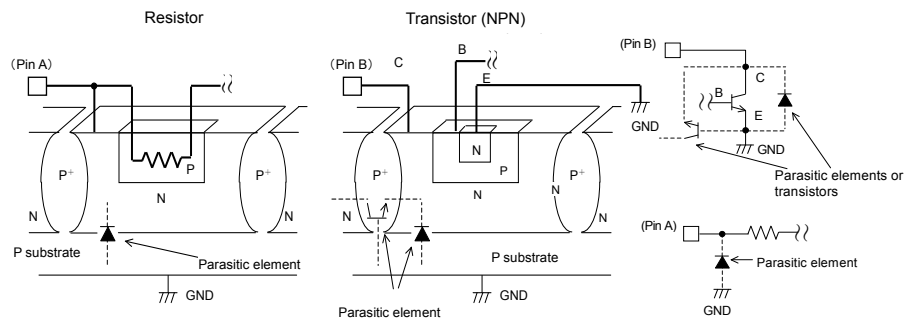 Resistor
(Pin A)
P+
P
P+
N
N
N
P substrate
Parasitic element
GND
Transistor (NPN)
(Pin B)
C
B
E
GND
P+
N
P
P+
N
N
N
N
P substrate
Parasitic element
GND
(Pin B)
C
B
E
GND
Parasitic elements or
transistors
(Pin A)
Parasitic element
GND